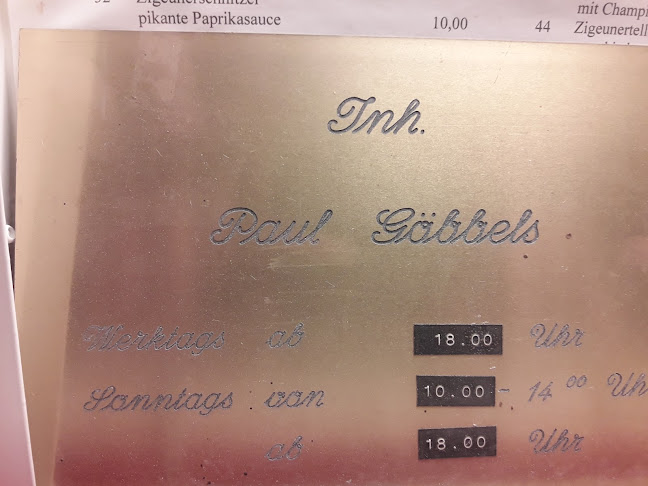 pikante Paprikasauce 10,00 44
mit Champi
Zigeunertell
Inh.
Paul Göbbels
Werktags ab 18.00 Uhr
Sonntags von 10.00 - 14 00 Uh
ab 18.00 Uhr